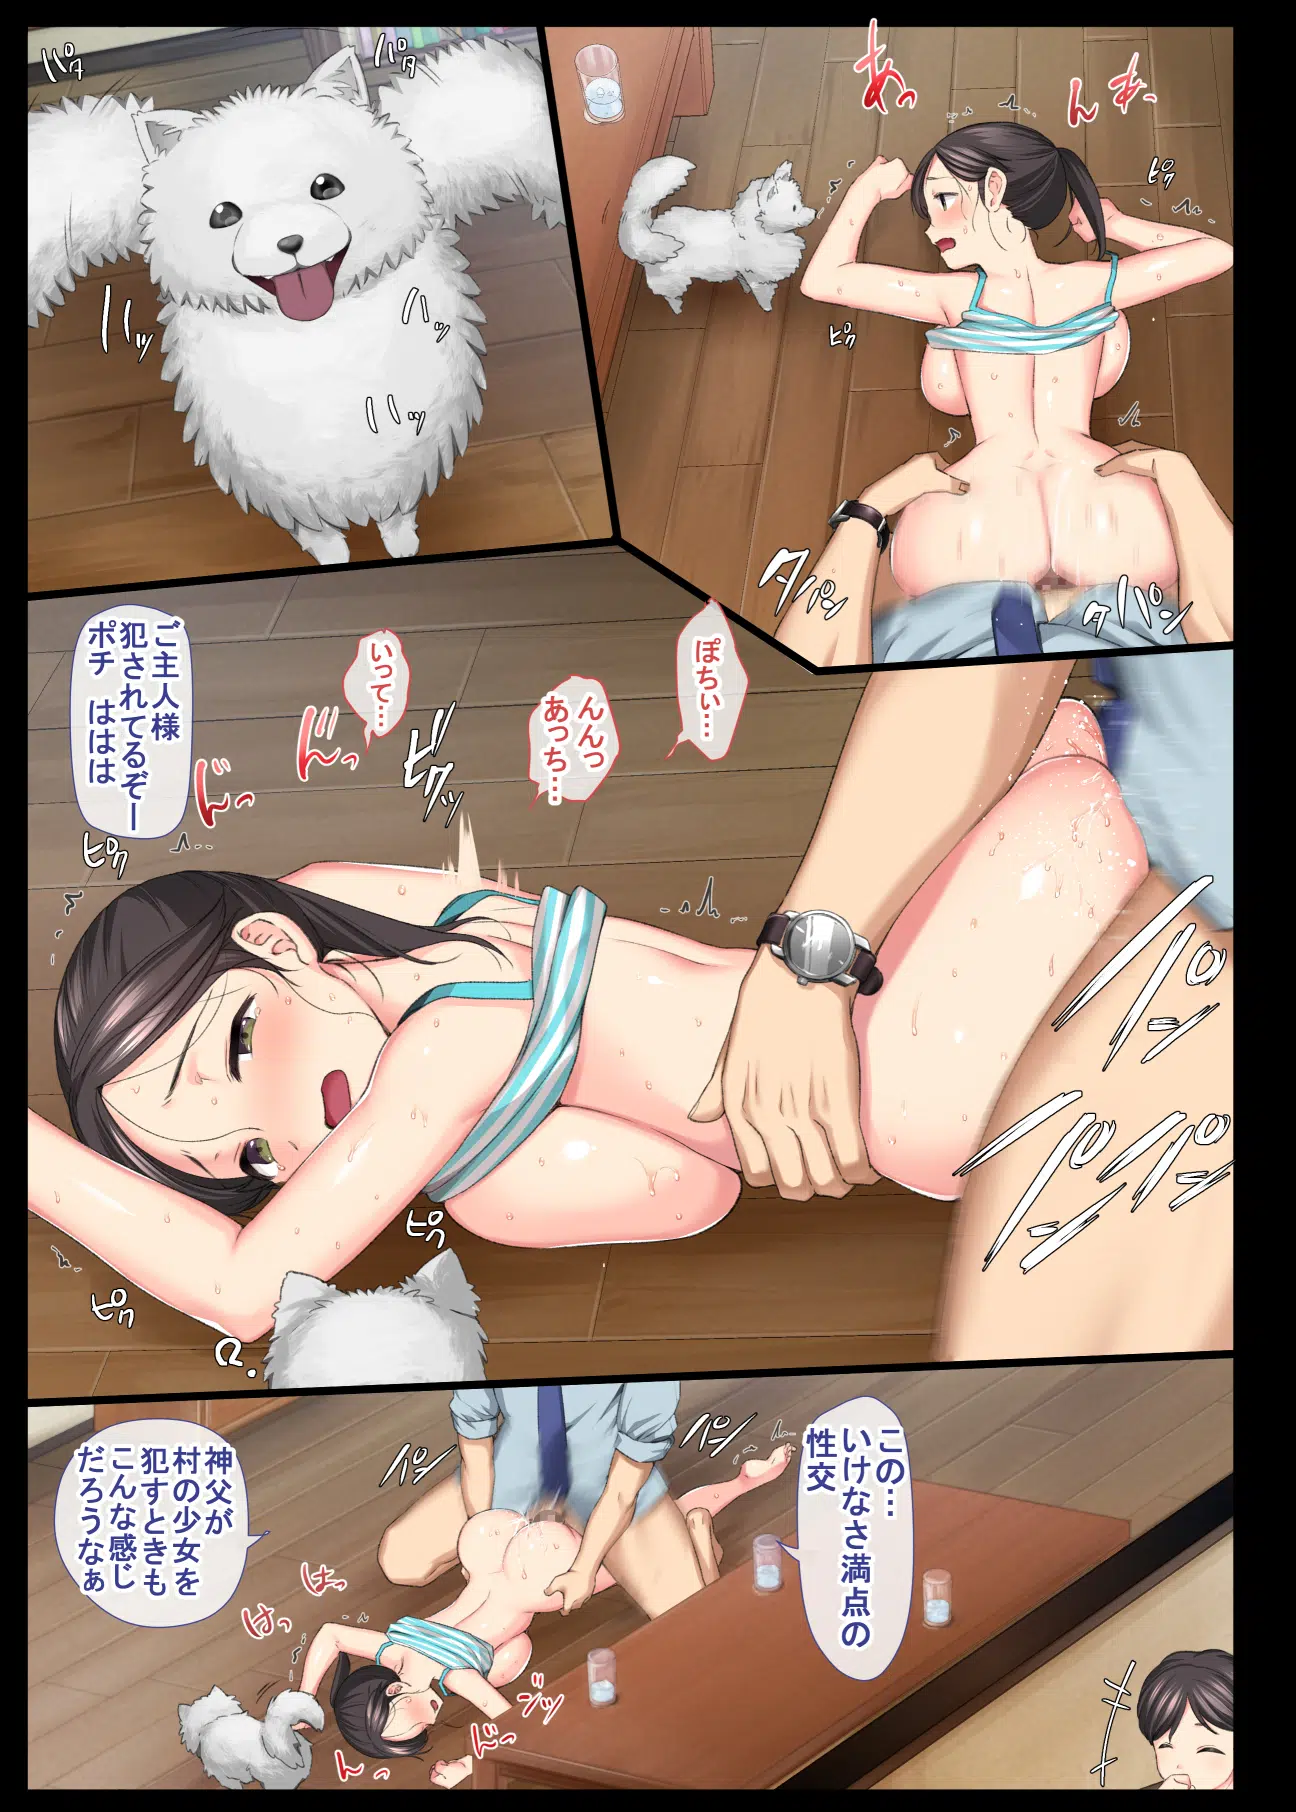 パタ
パタ
ハッ
ハッ
ハッ
あっ
んあっ
ピク
ピク
タパン
タパン
ぽちぃ…
んんっ
あっち…
いって…
ご主人様
犯されてるぞー
ポチ ははは
どんっ
どんっ
ビクッ
ピク
ピク
ピク
パン
パン
パン
?
この…
いけなさ満点の
性交
神父が
村の少女を
犯すときも
こんな感じ
だろうなぁ
パン
パン
はっ
はっ
んっ
どんっ